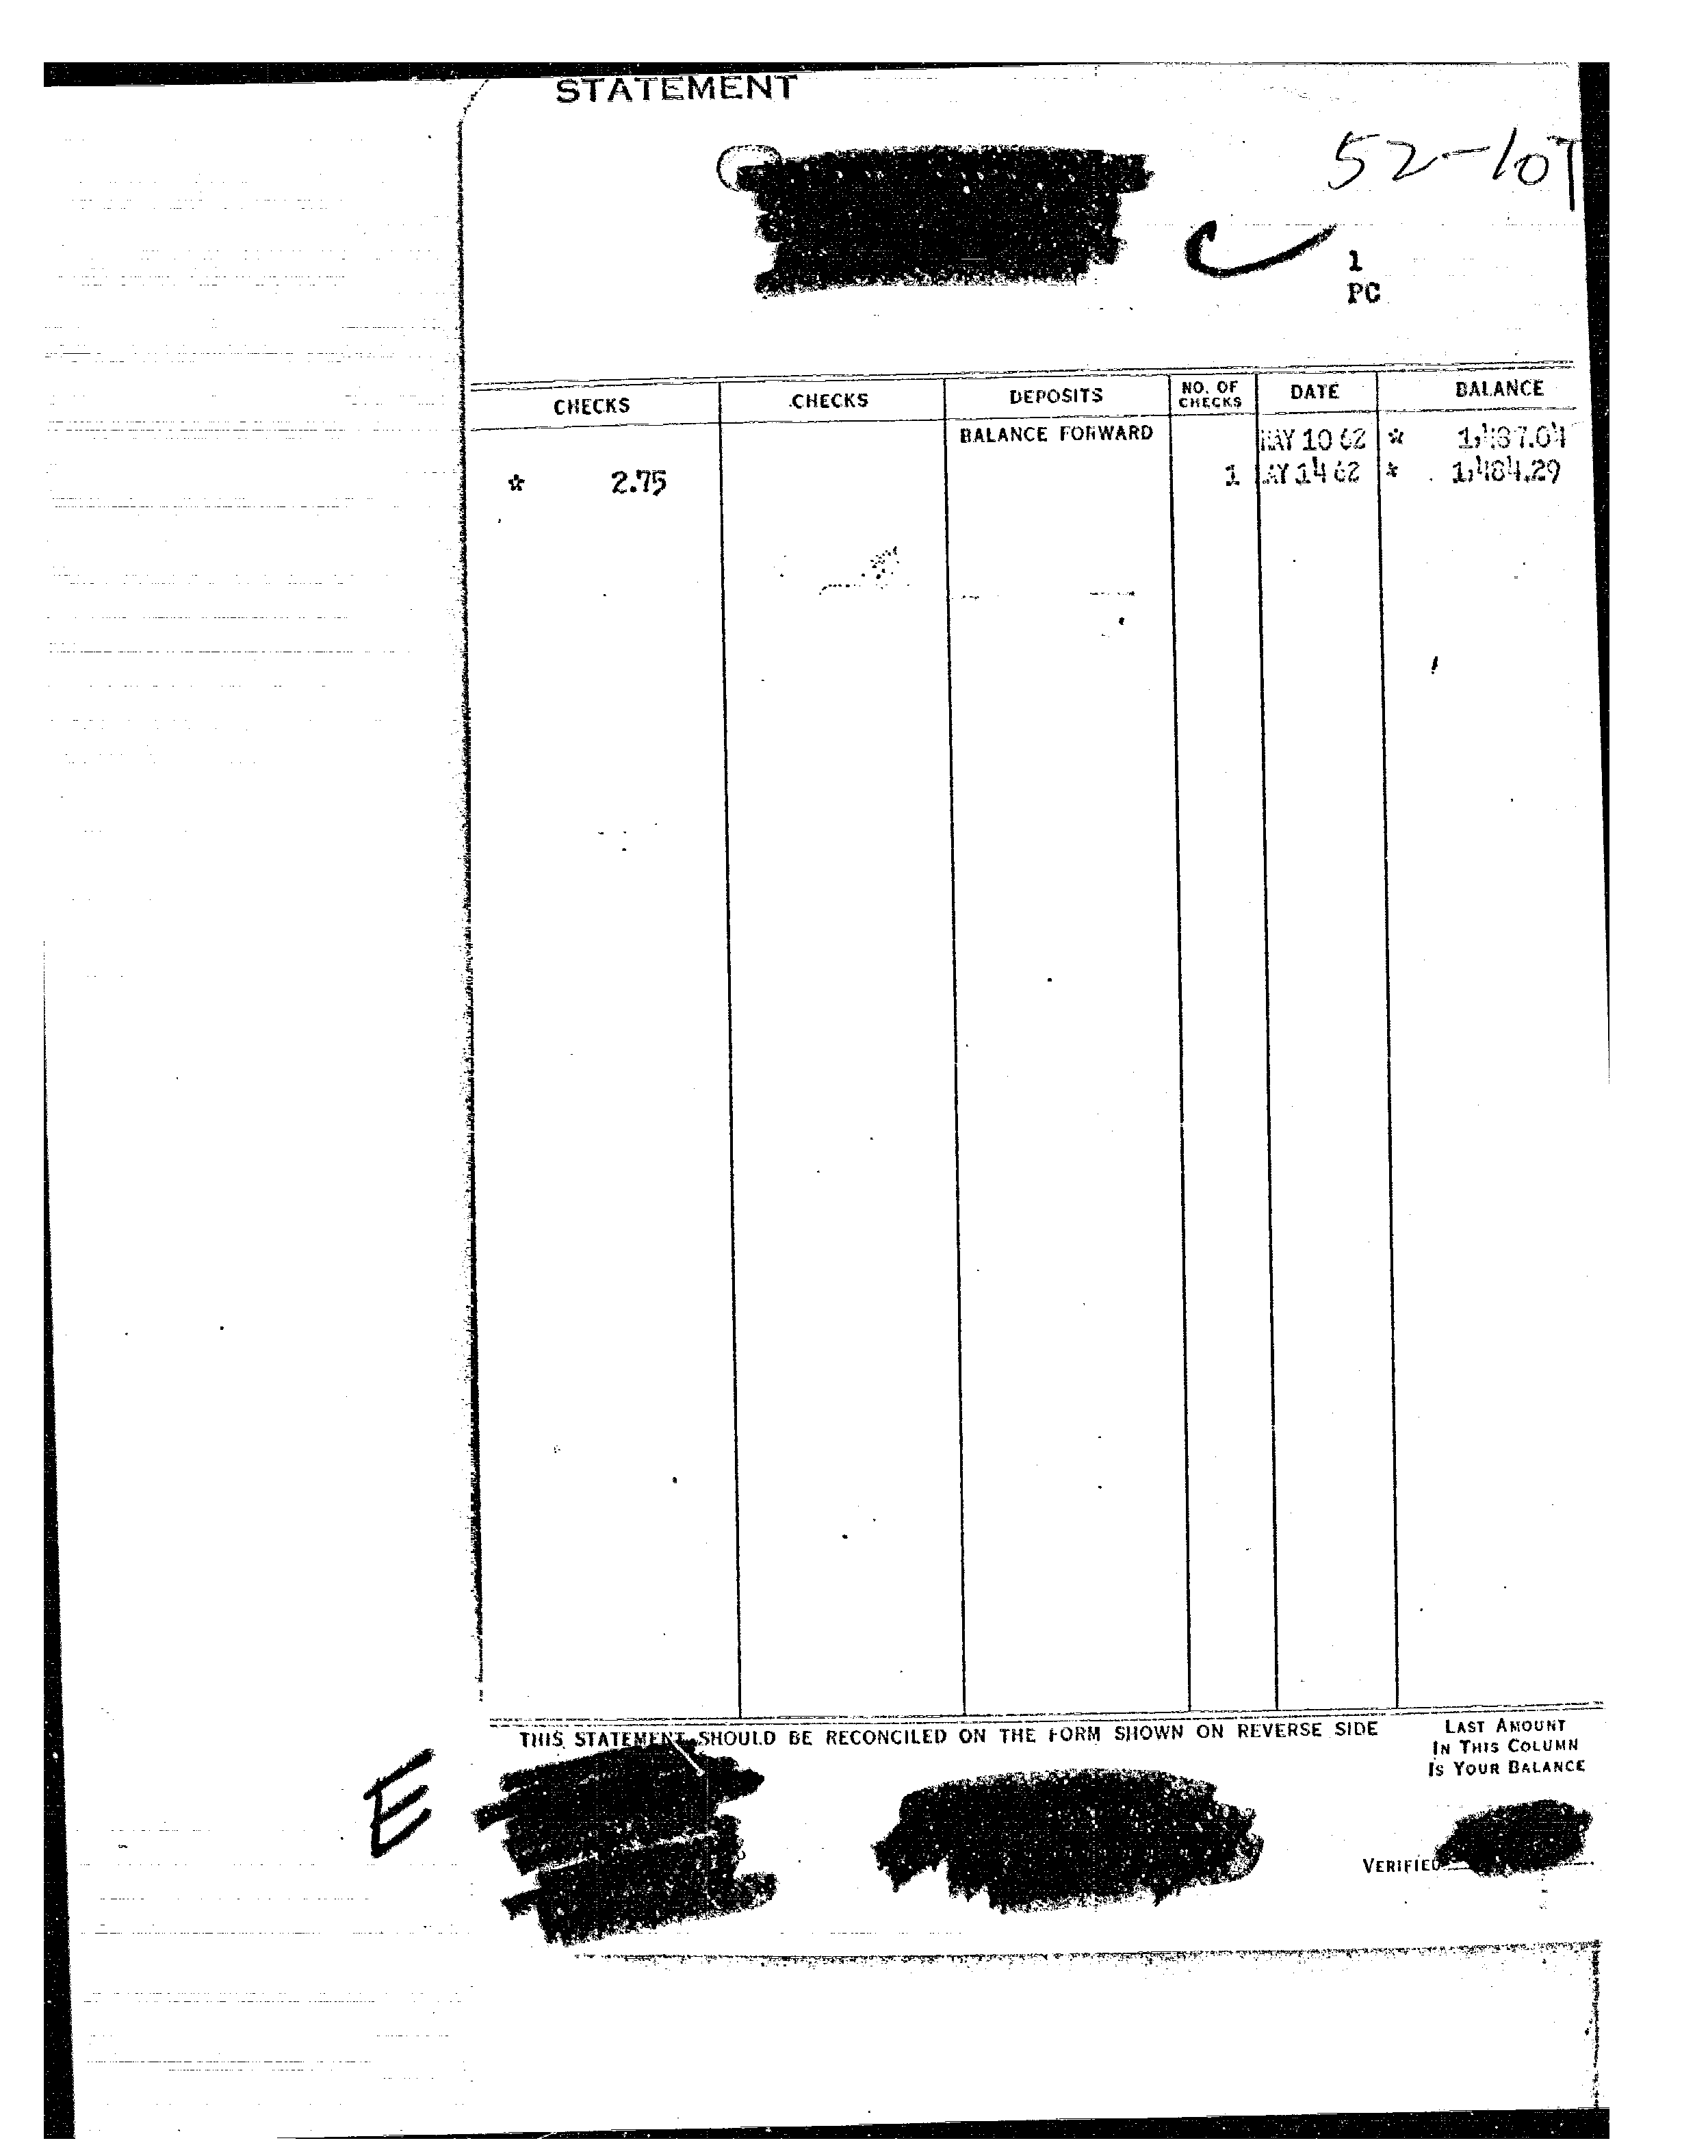 STATEMENT
52-107
C
1
PC
CHECKS CHECKS DEPOSITS NO. OF CHECKS DATE BALANCE
BALANCE FORWARD MAY 10 62 * 1,487.04
* 2.75 1 AY 14 62 * 1,484.29
THIS STATEMENT SHOULD BE RECONCILED ON THE FORM SHOWN ON REVERSE SIDE
LAST AMOUNT
IN THIS COLUMN
IS YOUR BALANCE
E
VERIFIED